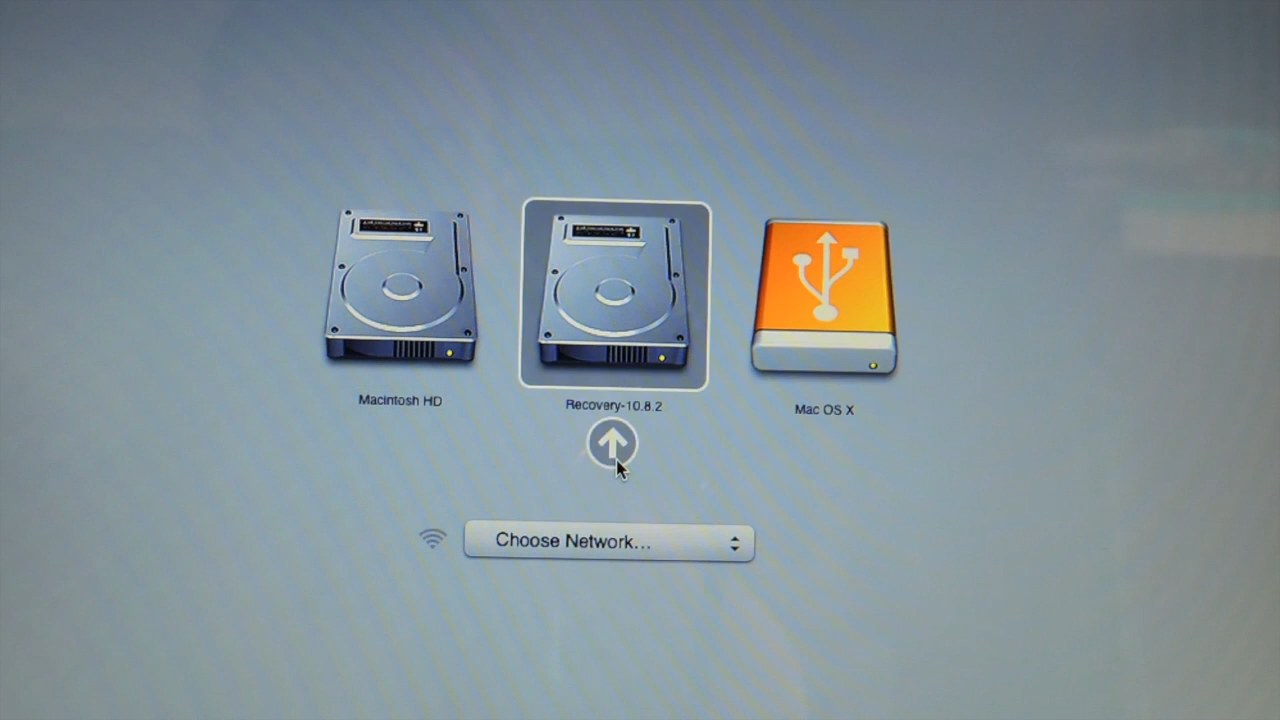 Macintosh HD
Recovery-10.8.2
Mac OS X
Choose Network...